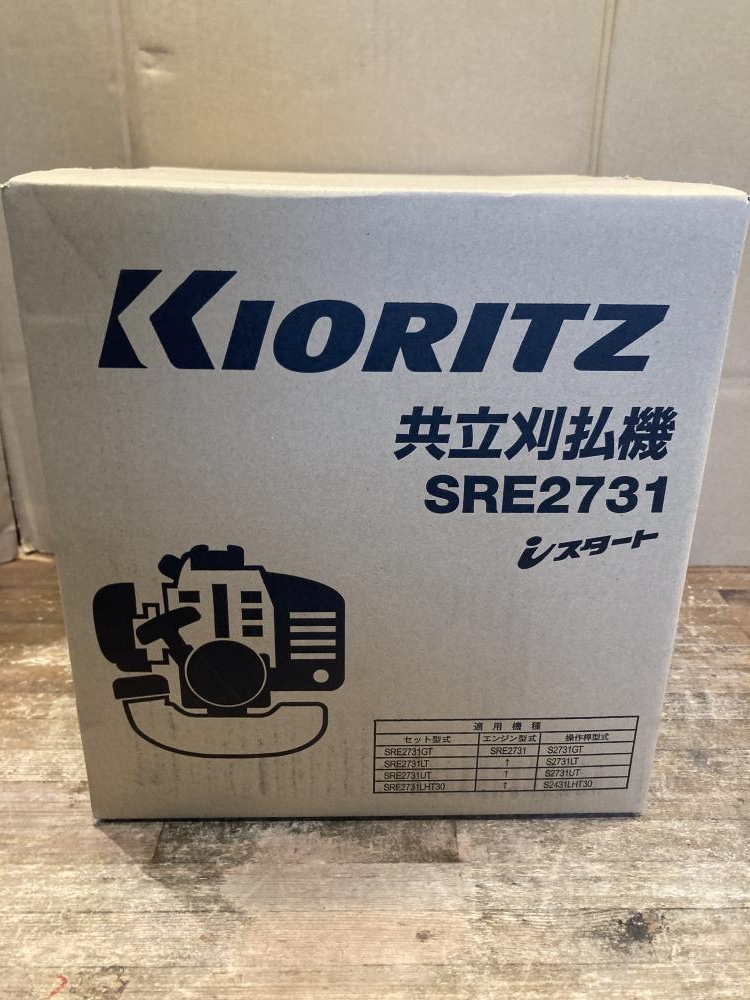 KIORITZ
共立刈払機
SRE2731
iスタート
適用機種
セット型式 エンジン型式 操作桿型式
SRE2731GT SRE2731 S2731GT
SRE2731LT ↑ S2731LT
SRE2731UT ↑ S2731UT
SRE2731LHT30 ↑ S2431LHT30